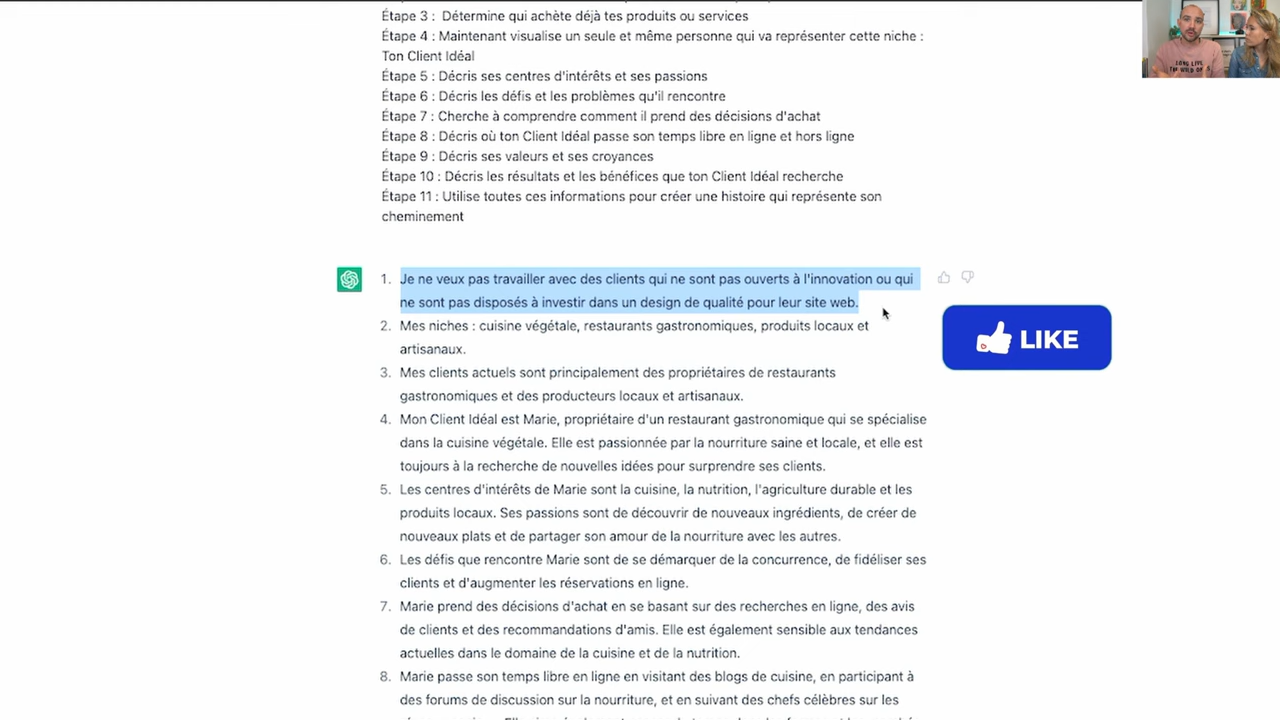 Étape 3 :  Détermine qui achète déjà tes produits ou services
Étape 4 : Maintenant visualise un seule et même personne qui va représenter cette niche :
Ton Client Idéal
Étape 5 : Décris ses centres d'intérêts et ses passions
Étape 6 : Décris les défis et les problèmes qu'il rencontre
Étape 7 : Cherche à comprendre comment il prend des décisions d'achat
Étape 8 : Décris où ton Client Idéal passe son temps libre en ligne et hors ligne
Étape 9 : Décris ses valeurs et ses croyances
Étape 10 : Décris les résultats et les bénéfices que ton Client Idéal recherche
Étape 11 : Utilise toutes ces informations pour créer une histoire qui représente son
cheminement
1. Je ne veux pas travailler avec des clients qui ne sont pas ouverts à l'innovation ou qui
ne sont pas disposés à investir dans un design de qualité pour leur site web.
2. Mes niches : cuisine végétale, restaurants gastronomiques, produits locaux et
artisanaux.
3. Mes clients actuels sont principalement des propriétaires de restaurants
gastronomiques et des producteurs locaux et artisanaux.
4. Mon Client Idéal est Marie, propriétaire d'un restaurant gastronomique qui se spécialise
dans la cuisine végétale. Elle est passionnée par la nourriture saine et locale, et elle est
toujours à la recherche de nouvelles idées pour surprendre ses clients.
5. Les centres d'intérêts de Marie sont la cuisine, la nutrition, l'agriculture durable et les
produits locaux. Ses passions sont de découvrir de nouveaux ingrédients, de créer de
nouveaux plats et de partager son amour de la nourriture avec les autres.
6. Les défis que rencontre Marie sont de se démarquer de la concurrence, de fidéliser ses
clients et d'augmenter les réservations en ligne.
7. Marie prend des décisions d'achat en se basant sur des recherches en ligne, des avis
de clients et des recommandations d'amis. Elle est également sensible aux tendances
actuelles dans le domaine de la cuisine et de la nutrition.
8. Marie passe son temps libre en ligne en visitant des blogs de cuisine, en participant à
des forums de discussion sur la nourriture, et en suivant des chefs célèbres sur les
LIKE
LONG LIVE